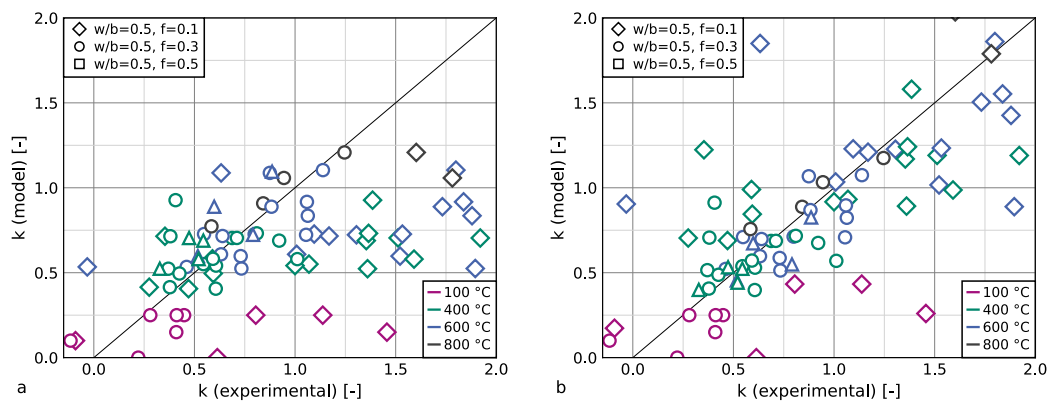 w/b=0.5, f=0.1
w/b=0.5, f=0.3
w/b=0.5, f=0.5
2.0
1.5
1.0
0.5
0.0
k (model) [-]
100 °C
400 °C
600 °C
800 °C
0.0 0.5 1.0 1.5 2.0
k (experimental) [-]
a
w/b=0.5, f=0.1
w/b=0.5, f=0.3
w/b=0.5, f=0.5
2.0
1.5
1.0
0.5
0.0
k (model) [-]
100 °C
400 °C
600 °C
800 °C
0.0 0.5 1.0 1.5 2.0
k (experimental) [-]
b